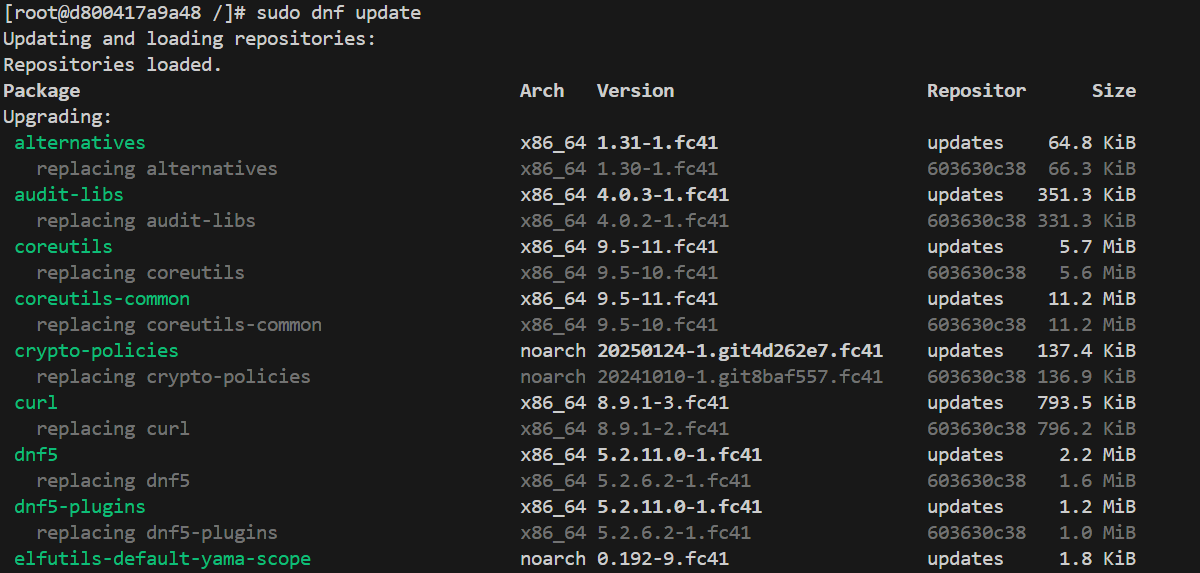 [root@d800417a9a48 /]# sudo dnf update
Updating and loading repositories:
Repositories loaded.
Package Arch Version Repositor Size
Upgrading:
alternatives x86_64 1.31-1.fc41 updates 64.8 KiB
replacing alternatives x86_64 1.30-1.fc41 603630c38 66.3 KiB
audit-libs x86_64 4.0.3-1.fc41 updates 351.3 KiB
replacing audit-libs x86_64 4.0.2-1.fc41 603630c38 331.3 KiB
coreutils x86_64 9.5-11.fc41 updates 5.7 MiB
replacing coreutils x86_64 9.5-10.fc41 603630c38 5.6 MiB
coreutils-common x86_64 9.5-11.fc41 updates 11.2 MiB
replacing coreutils-common x86_64 9.5-10.fc41 603630c38 11.2 MiB
crypto-policies noarch 20250124-1.git4d262e7.fc41 updates 137.4 KiB
replacing crypto-policies noarch 20241010-1.git8baf557.fc41 603630c38 136.9 KiB
curl x86_64 8.9.1-3.fc41 updates 793.5 KiB
replacing curl x86_64 8.9.1-2.fc41 603630c38 796.2 KiB
dnf5 x86_64 5.2.11.0-1.fc41 updates 2.2 MiB
replacing dnf5 x86_64 5.2.6.2-1.fc41 603630c38 1.6 MiB
dnf5-plugins x86_64 5.2.11.0-1.fc41 updates 1.2 MiB
replacing dnf5-plugins x86_64 5.2.6.2-1.fc41 603630c38 1.0 MiB
elfutils-default-yama-scope noarch 0.192-9.fc41 updates 1.8 KiB